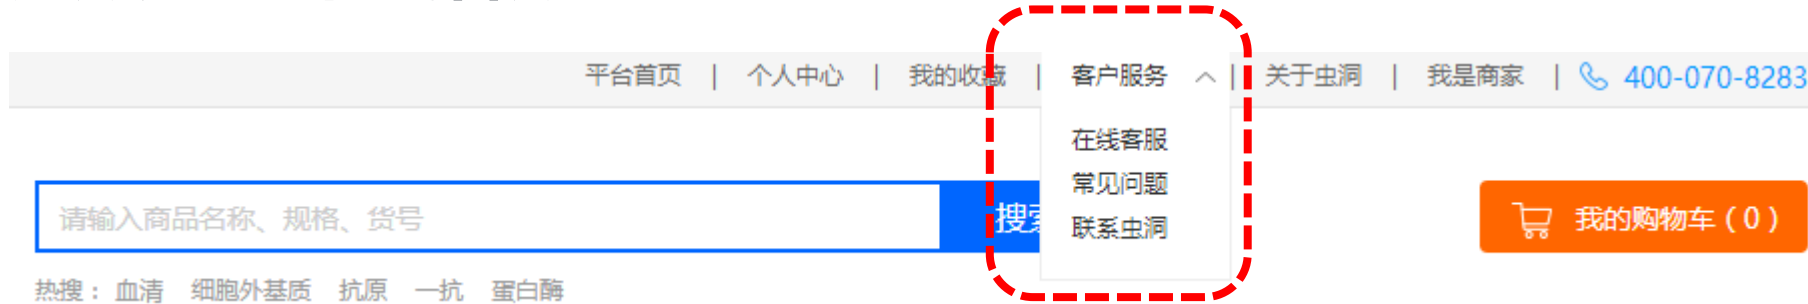 平台首页 | 个人中心 | 我的收藏 | 客户服务 | 关于虫洞 | 我是商家 | 400-070-8283
在线客服
常见问题
请输入商品名称、规格、货号 搜索 联系虫洞 我的购物车(0)
热搜：血清 细胞外基质 抗原 一抗 蛋白酶